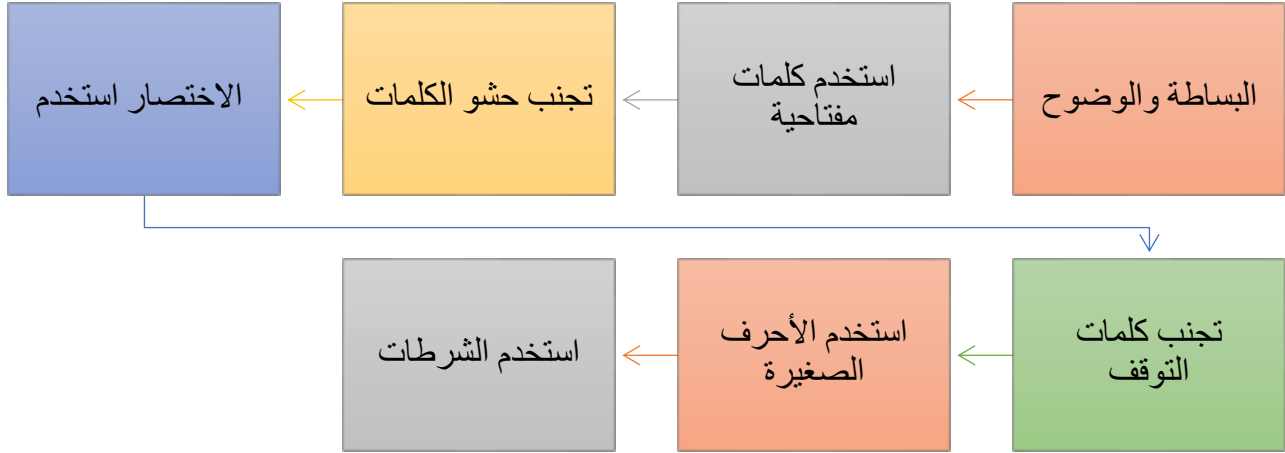 البساطة والوضوح
استخدم كلمات
مفتاحية
تجنب حشو الكلمات
الاختصار استخدم
تجنب كلمات
التوقف
استخدم الأحرف
الصغيرة
استخدم الشرطات